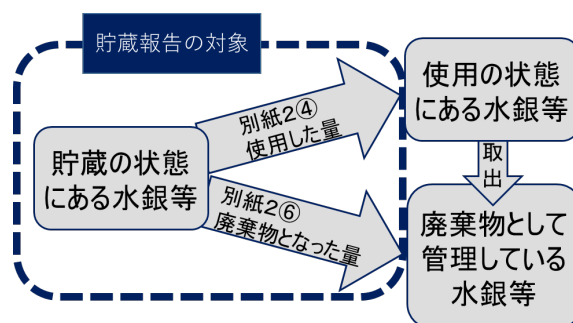 貯蔵報告の対象
使用の状態
にある水銀等
別紙2④
使用した量
貯蔵の状態
にある水銀等
取
出
別紙2⑥
廃棄物となった量
廃棄物として
管理している
水銀等